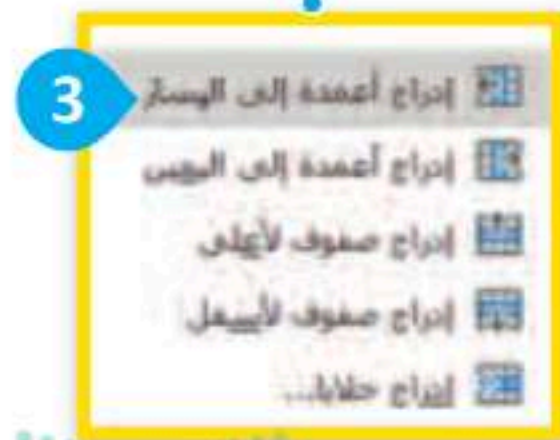 3
إدراج أعمدة إلى اليسار
إدراج أعمدة إلى اليمين
إدراج صفوف لأعلى
إدراج صفوف لأسفل
إدراج خلايا...